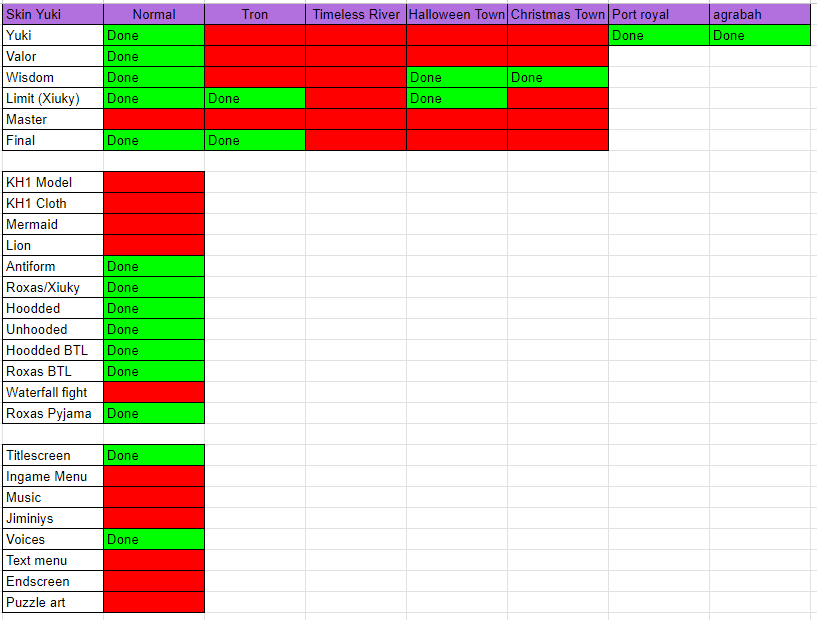 Skin Yuki Normal Tron Timeless River Halloween Town Christmas Town Port royal agrabah
Yuki Done Done Done
Valor Done
Wisdom Done Done Done
Limit (Xiuky) Done Done Done
Master
Final Done Done
KH1 Model
KH1 Cloth
Mermaid
Lion
Antiform Done
Roxas/Xiuky Done
Hoodded Done
Unhooded Done
Hoodded BTL Done
Roxas BTL Done
Waterfall fight
Roxas Pyjama Done
Titlescreen Done
Ingame Menu
Music
Jiminiys
Voices Done
Text menu
Endscreen
Puzzle art